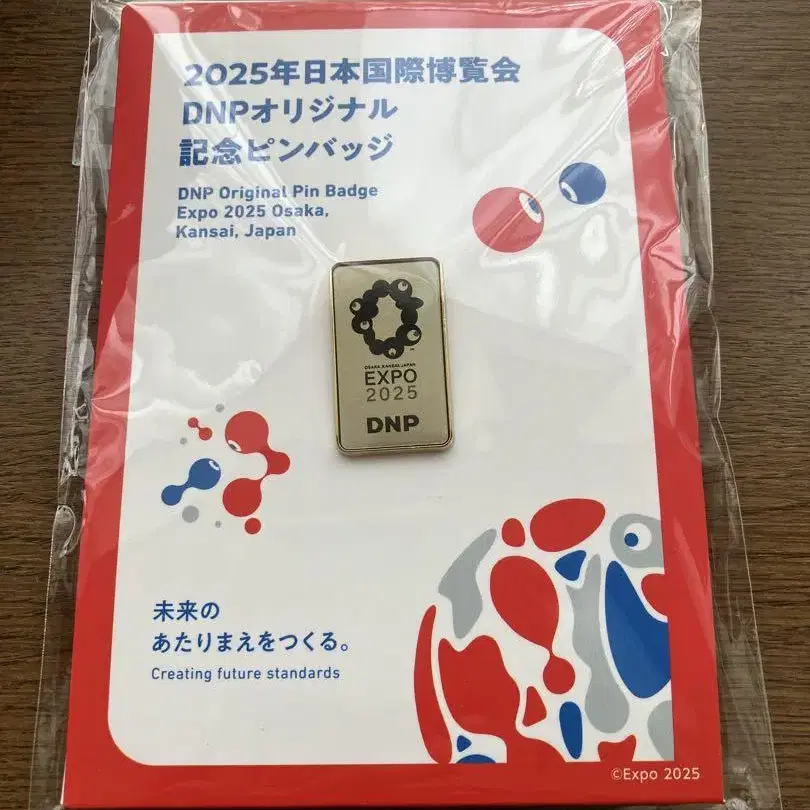 2025年日本国際博覧会
DNPオリジナル
記念ピンバッジ
DNP Original Pin Badge
Expo 2025 Osaka,
Kansai, Japan
OSAKA, KANSAI, JAPAN
EXPO
2025
DNP
未来の
あたりまえをつくる。
Creating future standards
©Expo 2025